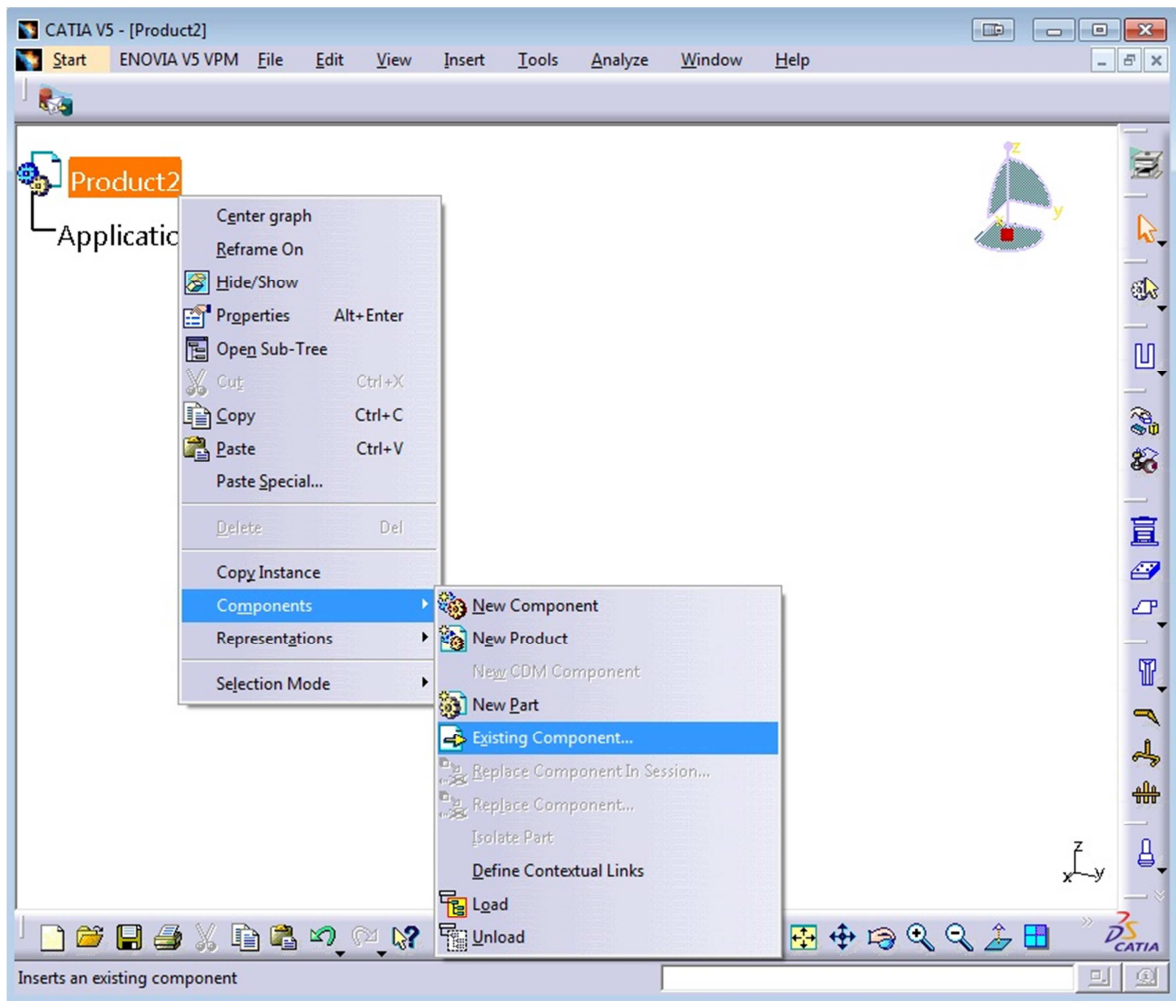 CATIA V5 - [Product2]
Start ENOVIA V5 VPM File Edit View Insert Tools Analyze Window Help
Product2
Applicatio
Center graph
Reframe On
Hide/Show
Properties Alt+Enter
Open Sub-Tree
Cut Ctrl+X
Copy Ctrl+C
Paste Ctrl+V
Paste Special...
Delete Del
Copy Instance
Components
Representations
Selection Mode
New Component
New Product
New CDM Component
New Part
Existing Component...
Replace Component In Session...
Replace Component...
Isolate Part
Define Contextual Links
Load
Unload
z
y
x
z
x
y
CATIA
Inserts an existing component